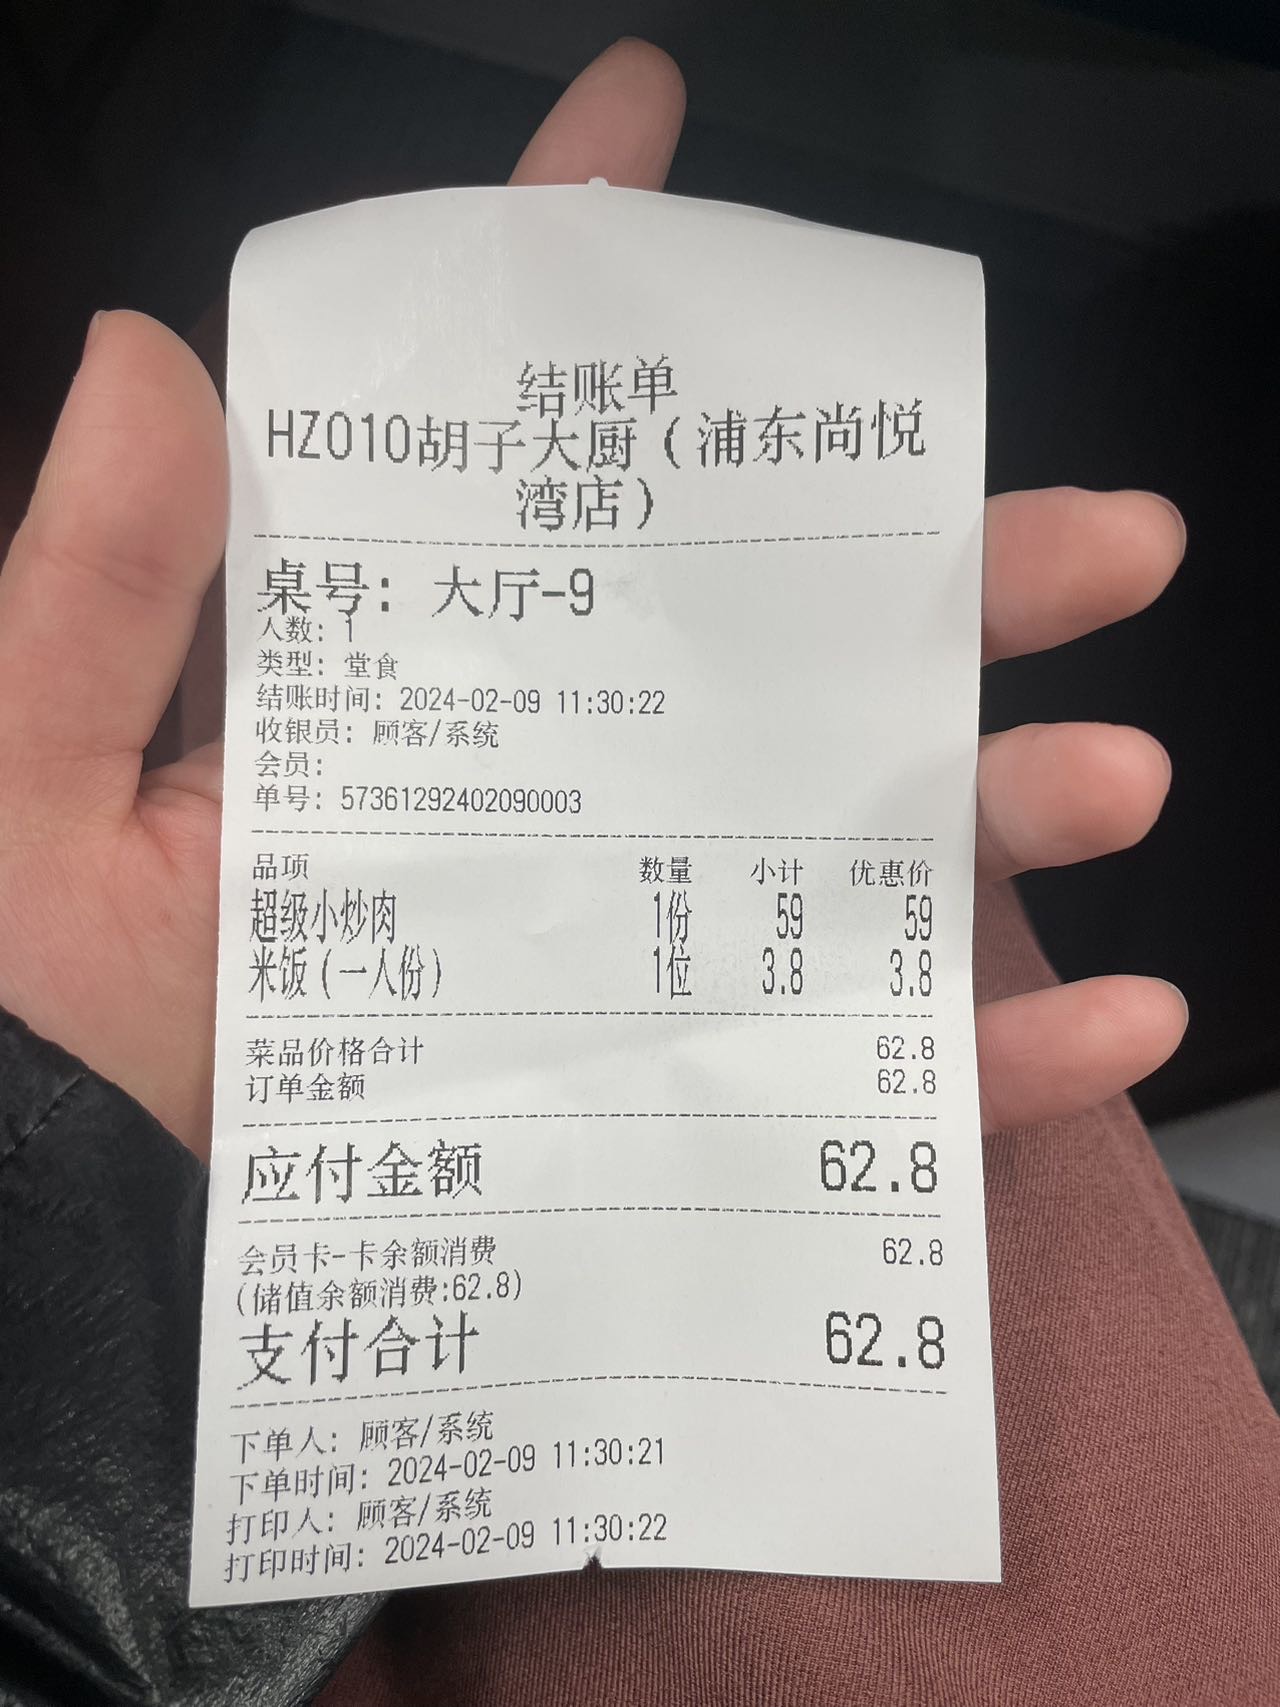 结账单
HZ010胡子大厨(浦东尚悦
湾店)
桌号: 大厅-9
人数: 1
类型: 堂食
结账时间: 2024-02-09 11:30:22
收银员: 顾客/系统
会员:
单号: 57361292402090003
品项 数量 小计 优惠价
超级小炒肉 1份 59 59
米饭(一人份) 1位 3.8 3.8
菜品价格合计 62.8
订单金额 62.8
应付金额 62.8
会员卡-卡余额消费 62.8
(储值余额消费:62.8)
支付合计 62.8
下单人: 顾客/系统
下单时间: 2024-02-09 11:30:21
打印人: 顾客/系统
打印时间: 2024-02-09 11:30:22